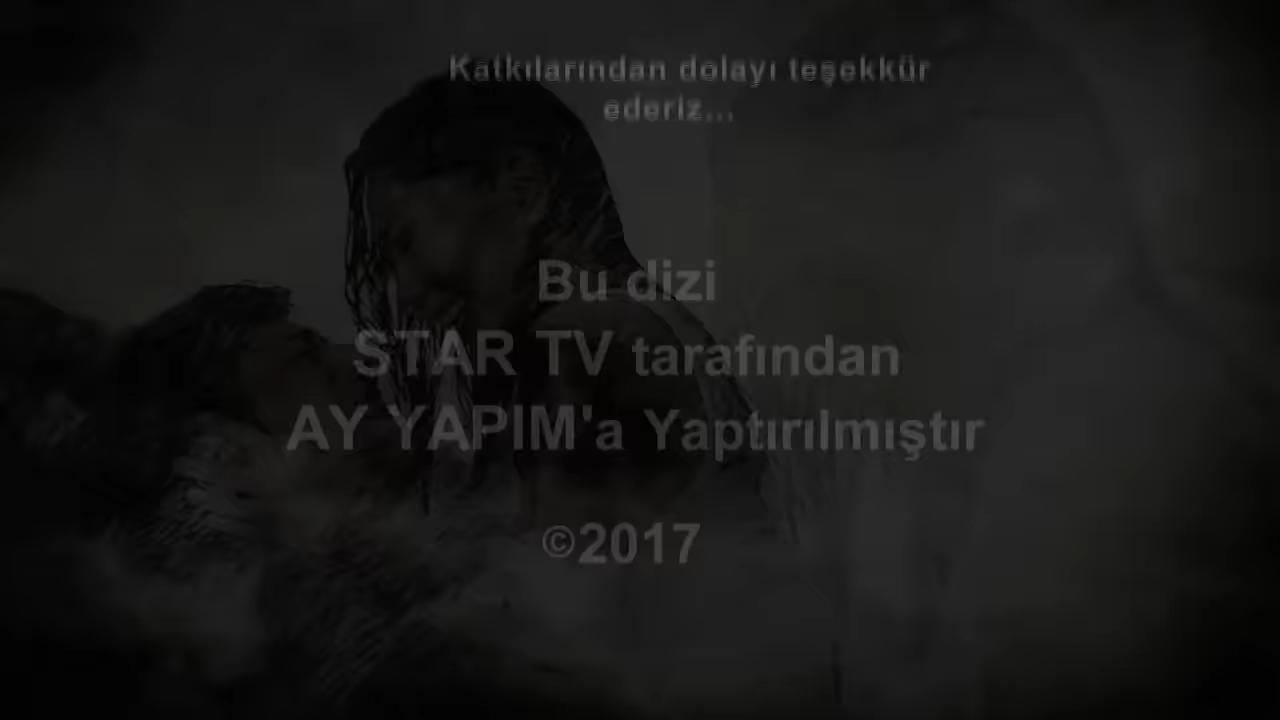 Katkılarından dolayı teşekkür
ederiz...
Bu dizi
STAR TV tarafından
AY YAPIM'a Yaptırılmıştır
©2017